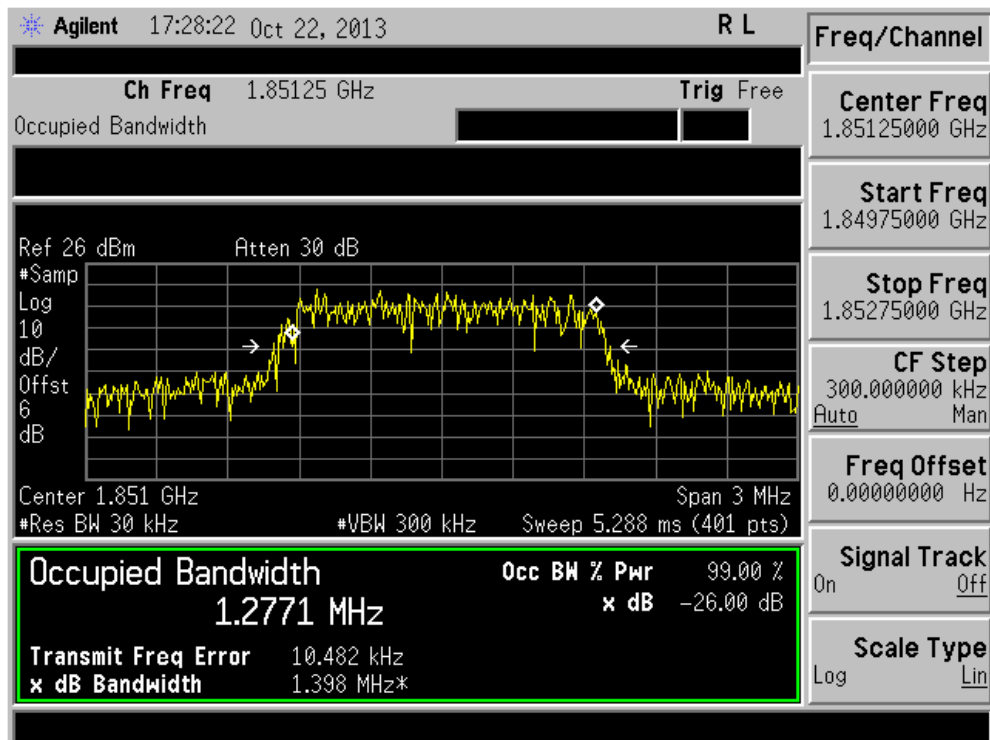 Agilent 17:28:22 Oct 22, 2013 R L
Ch Freq 1.85125 GHz Trig Free
Occupied Bandwidth
Ref 26 dBm Atten 30 dB
#Samp
Log
10
dB/
Offst
6
dB
Center 1.851 GHz Span 3 MHz
#Res BW 30 kHz #VBW 300 kHz Sweep 5.288 ms (401 pts)
Occupied Bandwidth
1.2771 MHz
Occ BW % Pwr 99.00 %
x dB -26.00 dB
Transmit Freq Error 10.482 kHz
x dB Bandwidth 1.398 MHz*
Freq/Channel
Center Freq
1.85125000 GHz
Start Freq
1.84975000 GHz
Stop Freq
1.85275000 GHz
CF Step
300.000000 kHz
Auto Man
Freq Offset
0.00000000 Hz
Signal Track
On Off
Scale Type
Log Lin